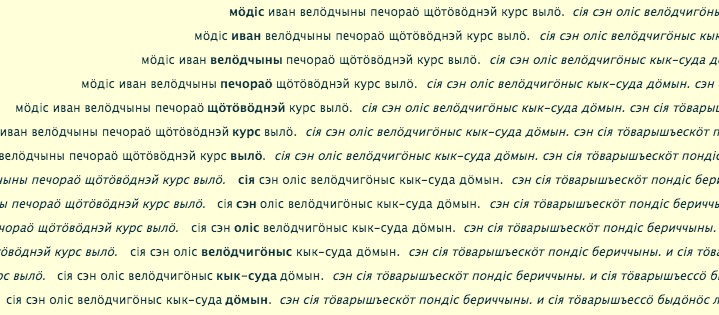 мӧдіс иван велӧдчыны печораӧ щӧтӧвӧднэй курс вылӧ. сія сэн оліс велӧдчигӧны
мӧдіс иван велӧдчыны печораӧ щӧтӧвӧднэй курс вылӧ. сія сэн оліс велӧдчигӧныс кык
мӧдіс иван велӧдчыны печораӧ щӧтӧвӧднэй курс вылӧ. сія сэн оліс велӧдчигӧныс кык-суда д
мӧдіс иван велӧдчыны печораӧ щӧтӧвӧднэй курс вылӧ. сія сэн оліс велӧдчигӧныс кык-суда дӧмын. сэн
мӧдіс иван велӧдчыны печораӧ щӧтӧвӧднэй курс вылӧ. сія сэн оліс велӧдчигӧныс кык-суда дӧмын. сэн сія тӧвары
иван велӧдчыны печораӧ щӧтӧвӧднэй курс вылӧ. сія сэн оліс велӧдчигӧныс кык-суда дӧмын. сэн сія тӧварышъескӧт п
велӧдчыны печораӧ щӧтӧвӧднэй курс вылӧ. сія сэн оліс велӧдчигӧныс кык-суда дӧмын. сэн сія тӧварышъескӧт понді
чыны печораӧ щӧтӧвӧднэй курс вылӧ. сія сэн оліс велӧдчигӧныс кык-суда дӧмын. сэн сія тӧварышъескӧт пондіс бери
ы печораӧ щӧтӧвӧднэй курс вылӧ. сія сэн оліс велӧдчигӧныс кык-суда дӧмын. сэн сія тӧварышъескӧт пондіс бериччы
чораӧ щӧтӧвӧднэй курс вылӧ. сія сэн оліс велӧдчигӧныс кык-суда дӧмын. сэн сія тӧварышъескӧт пондіс бериччыны.
ӧвӧднэй курс вылӧ. сія сэн оліс велӧдчигӧныс кык-суда дӧмын. сэн сія тӧварышъескӧт пондіс бериччыны. и сія тӧва
рс вылӧ. сія сэн оліс велӧдчигӧныс кык-суда дӧмын. сэн сія тӧварышъескӧт пондіс бериччыны. и сія тӧварышъессӧ б
сія сэн оліс велӧдчигӧныс кык-суда дӧмын. сэн сія тӧварышъескӧт пондіс бериччыны. и сія тӧварышъессӧ быдӧнӧс